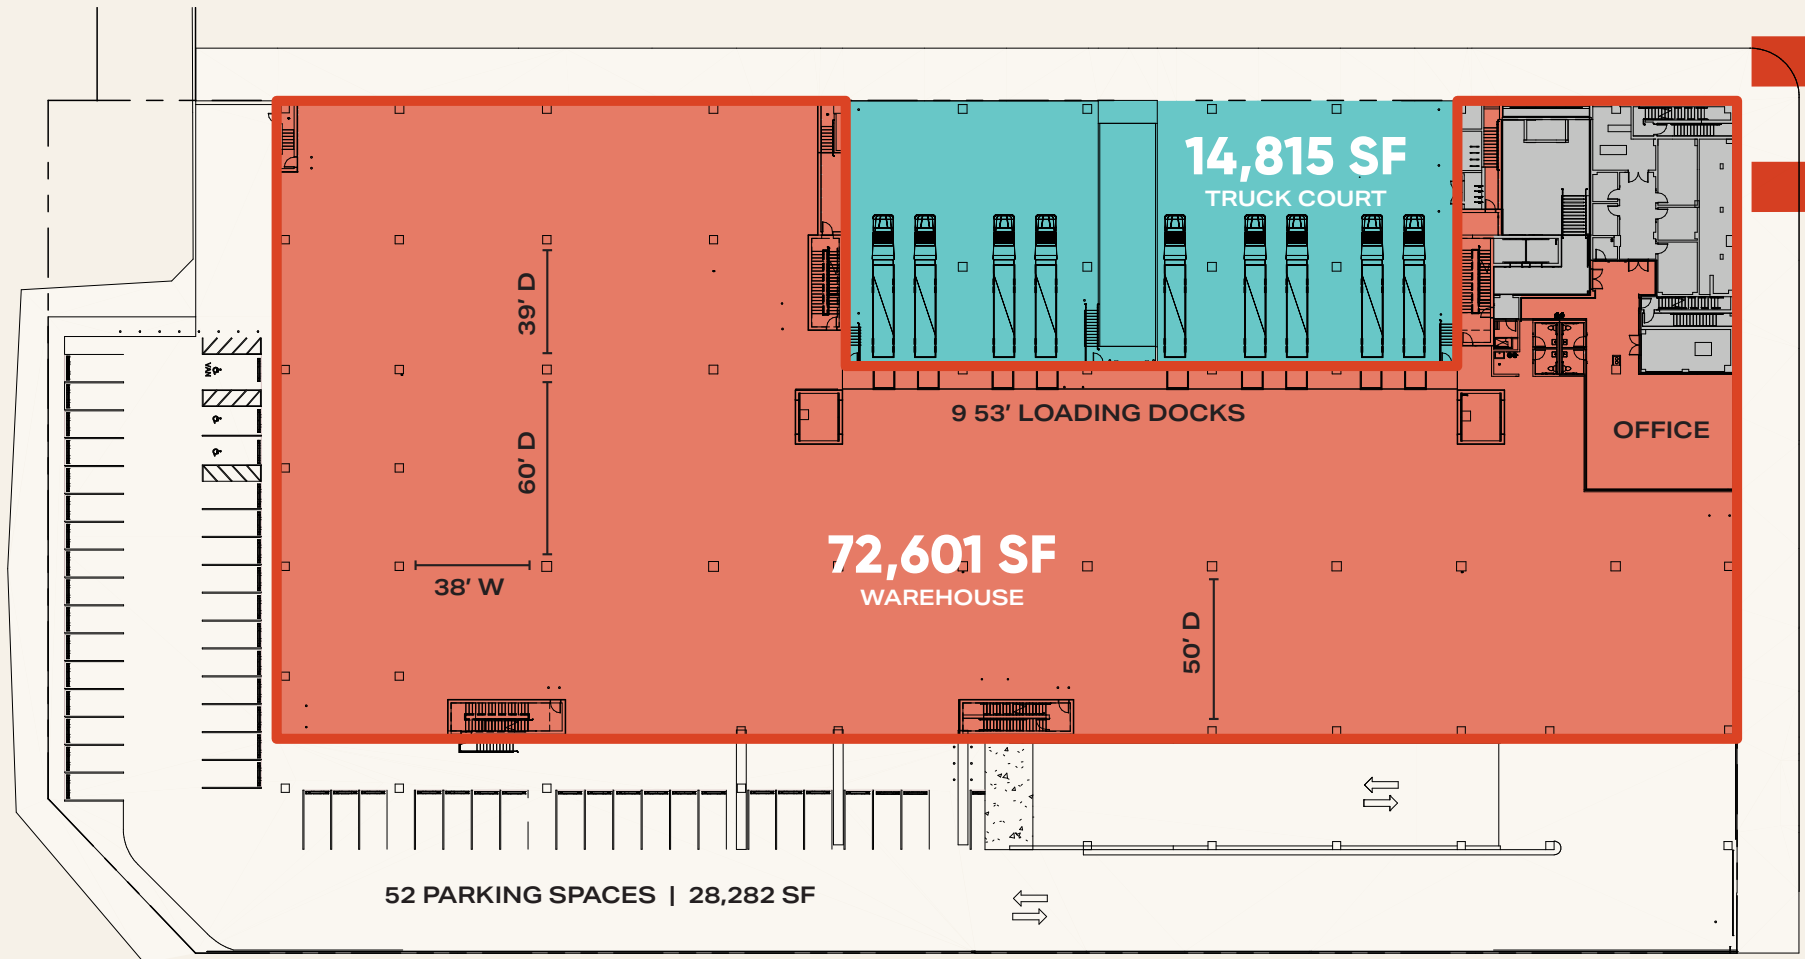 14,815 SF
TRUCK COURT
39' D
VAN
9 53' LOADING DOCKS
OFFICE
60' D
72,601 SF
38' W
WAREHOUSE
50' D
52 PARKING SPACES | 28,282 SF